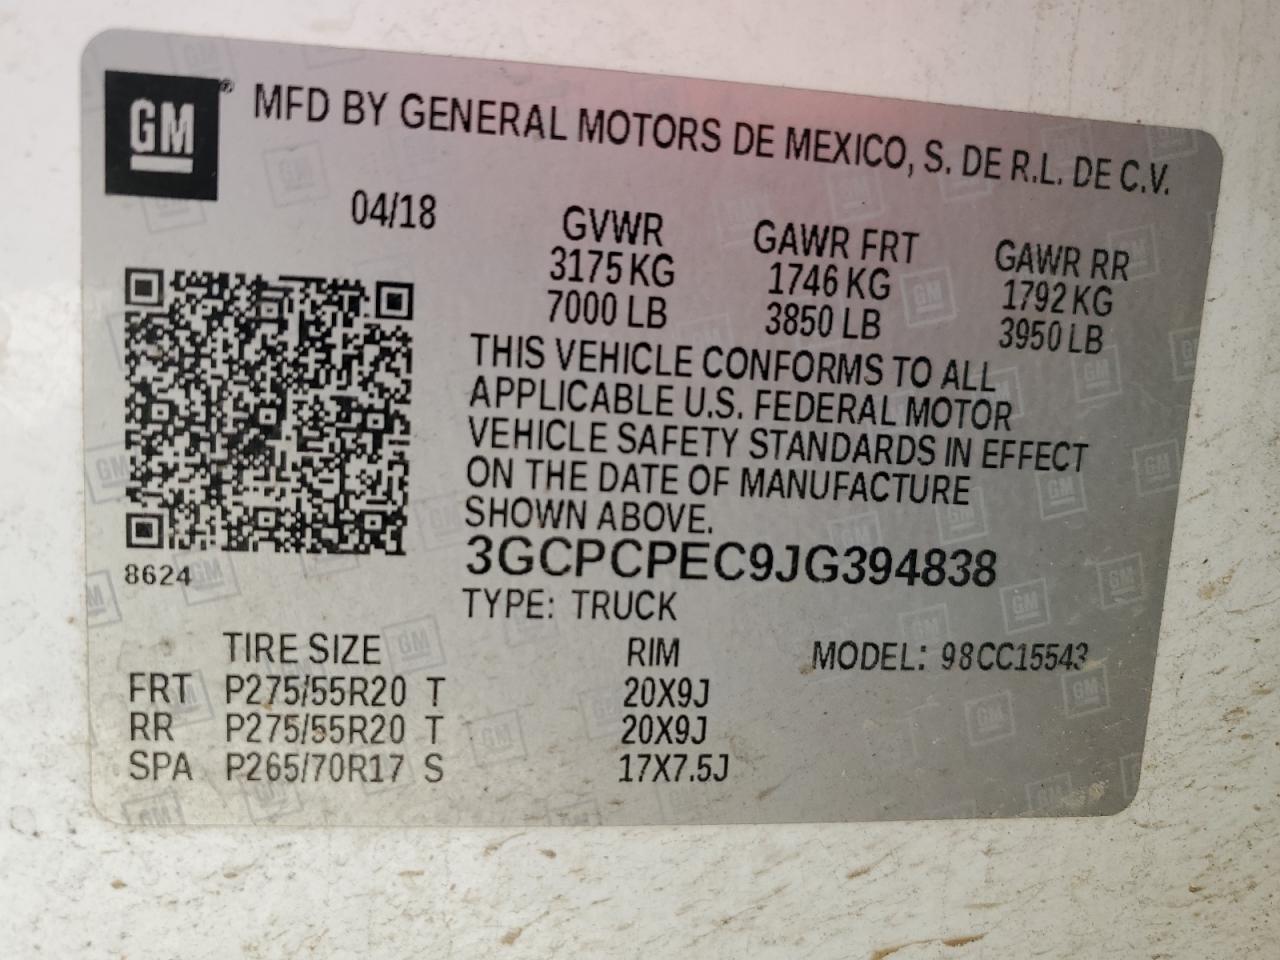 GM® MFD BY GENERAL MOTORS DE MEXICO, S. DE R.L. DE C.V.
04/18
GVWR GAWR FRT GAWR RR
3175 KG 1746 KG 1792 KG
7000 LB 3850 LB 3950 LB
THIS VEHICLE CONFORMS TO ALL
APPLICABLE U.S. FEDERAL MOTOR
VEHICLE SAFETY STANDARDS IN EFFECT
ON THE DATE OF MANUFACTURE
SHOWN ABOVE.
8624
3GCPCPEC9JG394838
TYPE: TRUCK
TIRE SIZE RIM MODEL: 98CC15543
FRT P275/55R20 T 20X9J
RR P275/55R20 T 20X9J
SPA P265/70R17 S 17X7.5J